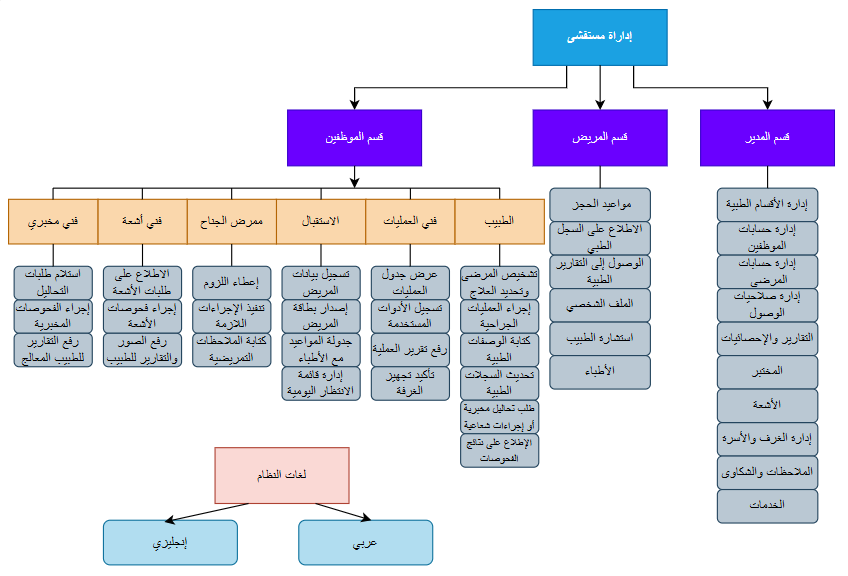 إداراة مستقشى
قسم المدير
قسم المريض
قسم الموظفين
إدارة الأقسام الطبية
إدارة حسابات
الموظفين
إدارة حسابات
المرضى
إدارة صلاحيات
الوصول
التقارير والإحصائيات
المختبر
الأشعة
إدارة الغرف والأسرة
الملاحظات والشكاوى
الخدمات
مواعيد الحجز
الاطلاع على السجل
الطبي
الوصول إلى التقارير
الطبية
الملف الشخصي
استشارة الطبيب
الأطباء
الطبيب
فني العمليات
الاستقبال
ممرض الجناح
فني أشعة
فني مخبري
تشخيص المرضى
وتحديد العلاج
إجراء العمليات
الجراحية
كتابة الوصفات
الطبية
تحديث السجلات
الطبية
طلب تحاليل مخبرية
أو إجراءات شعاعية
الإطلاع على نتائج
الفحوصات
عرض جدول
العمليات
تسجيل الأدوات
المستخدمة
رفع تقرير العملية
تأكيد تجهيز
الغرفة
تسجيل بيانات
المريض
إصدار بطاقة
المريض
جدولة المواعيد
مع الأطباء
إدارة قائمة
الانتظار اليومية
إعطاء اللزوم
تنفيذ الإجراءات
اللازمة
كتابة الملاحظات
التمريضية
الاطلاع على
طلبات الأشعة
إجراء فحوصات
الأشعة
رفع الصور
والتقارير للطبيب
استلام طلبات
التحاليل
إجراء الفحوصات
المخبرية
رفع التقارير
للطبيب المعالج
لغات النظام
عربي
إنجليزي